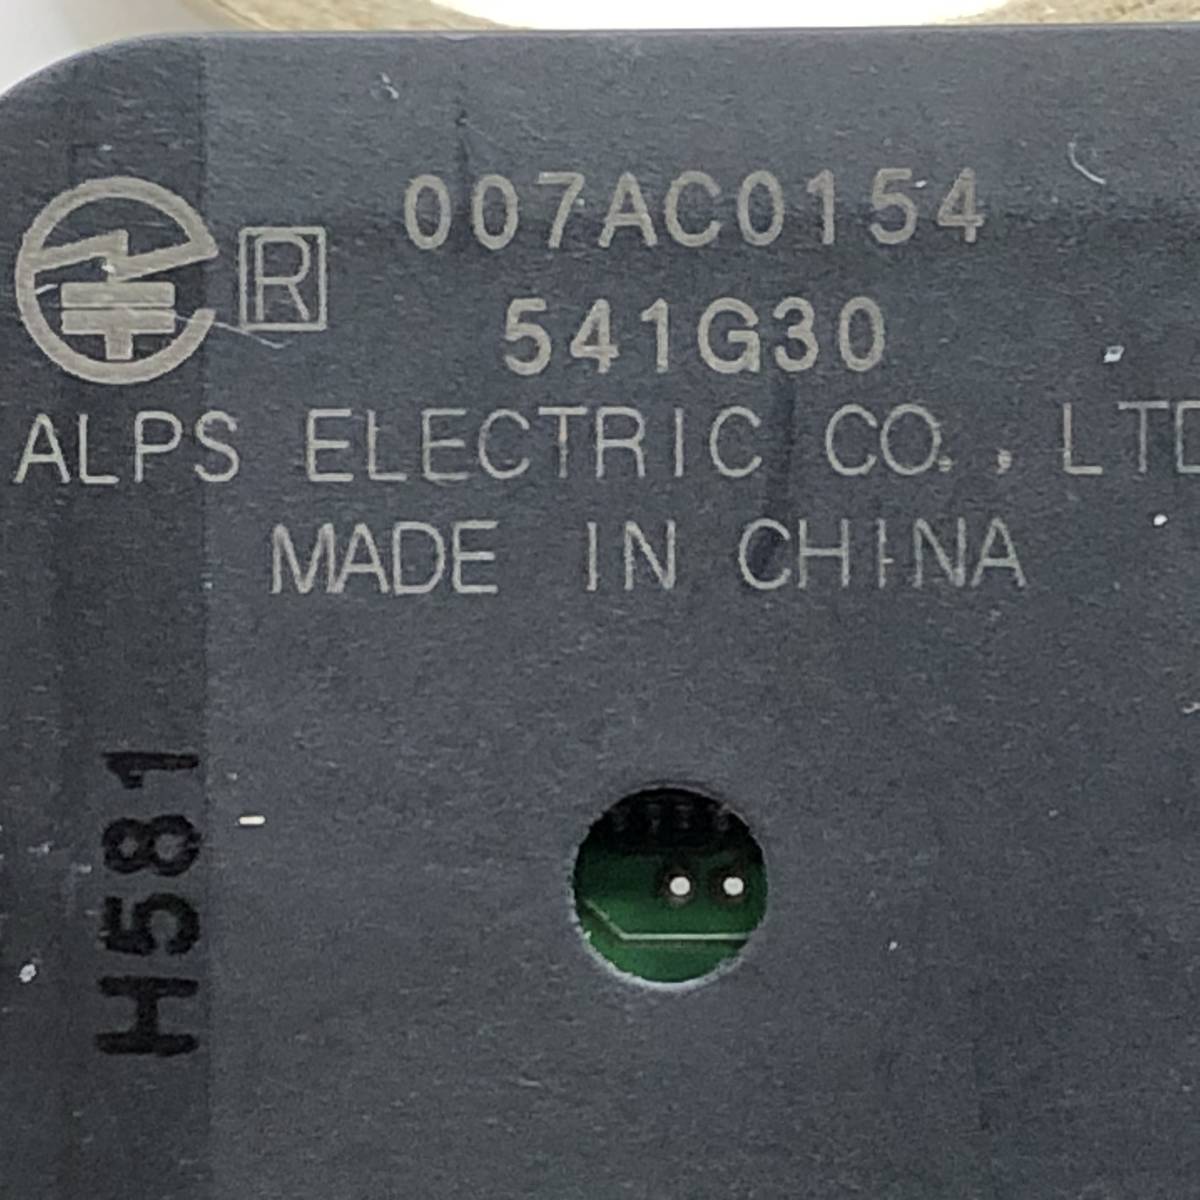 R 007AC0154
541G30
ALPS ELECTRIC CO., LTD
MADE IN CHINA
H581